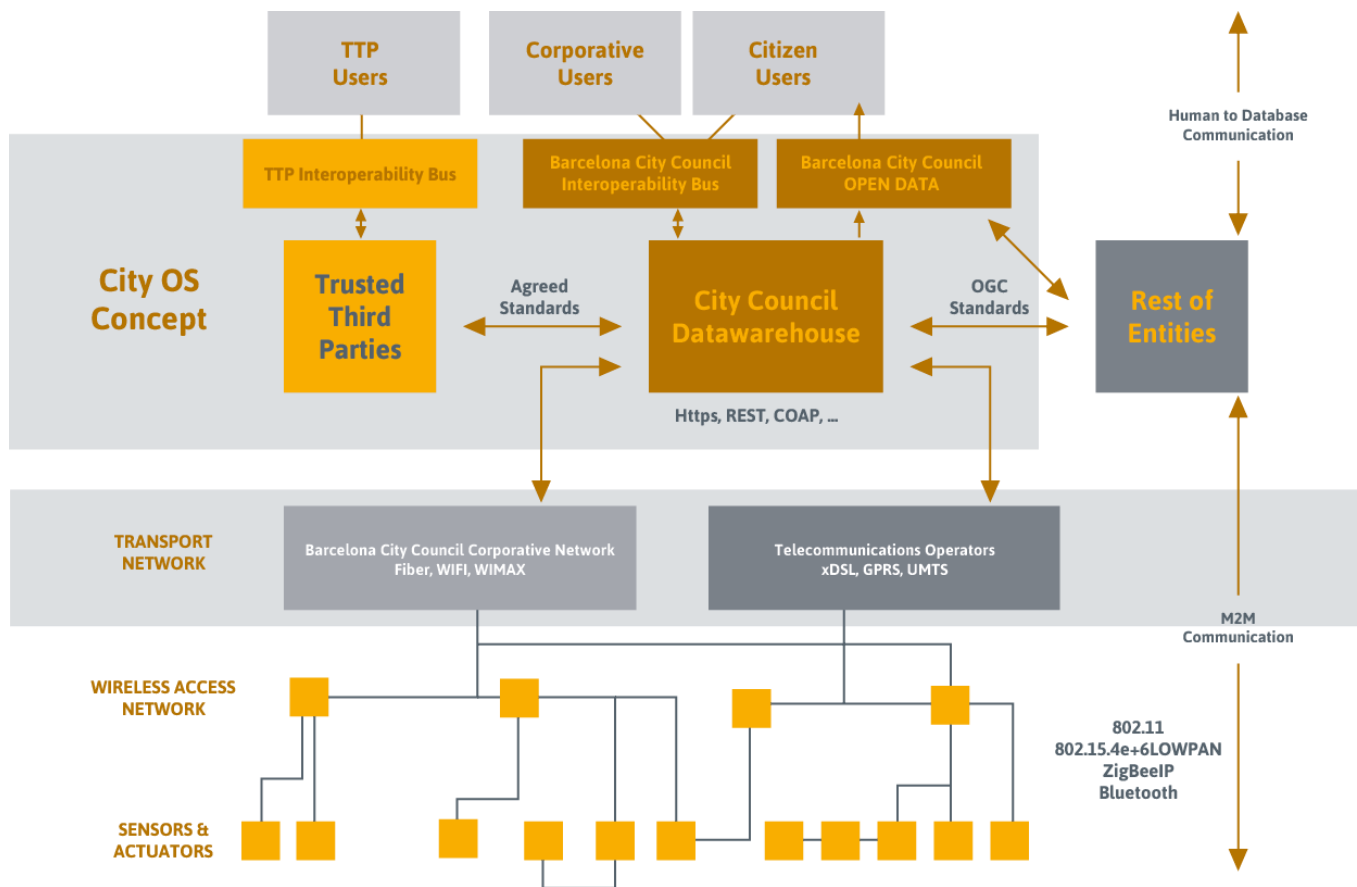 TTP
Users
Corporative
Users
Citizen
Users
Human to Database
Communication
TTP Interoperability Bus
Barcelona City Council
Interoperability Bus
Barcelona City Council
OPEN DATA
City OS
Concept
Trusted
Third
Parties
Agreed
Standards
City Council
Datawarehouse
OGC
Standards
Rest of
Entities
Https, REST, COAP, ...
TRANSPORT
NETWORK
Barcelona City Council Corporative Network
Fiber, WIFI, WIMAX
Telecommunications Operators
xDSL, GPRS, UMTS
M2M
Communication
WIRELESS ACCESS
NETWORK
802.11
802.15.4e+6LOWPAN
ZigBeeIP
Bluetooth
SENSORS &
ACTUATORS